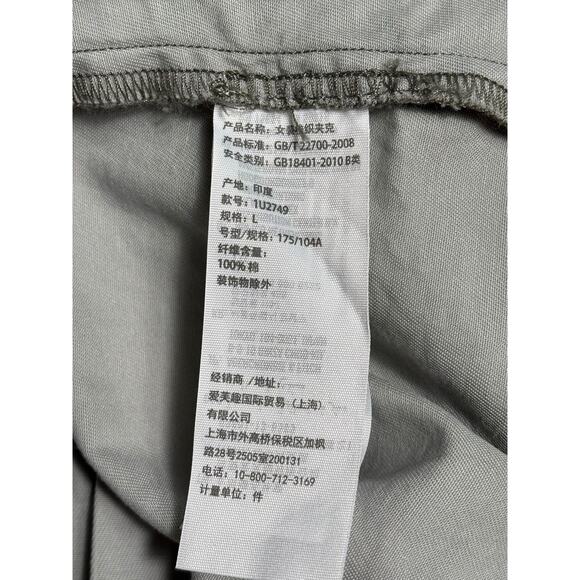 产品名称：女装梭织夹克
产品标准：GB/T 22700-2008
安全类别：GB18401-2010 B类
产地：印度
款号：1U2749
规格：L
号型/规格：175/104A
纤维含量：
100% 棉
装饰物除外
经销商 /地址：
爱芙趣国际贸易（上海）
有限公司
上海市外高桥保税区加枫
路28号2505室200131
电话：10-800-712-3169
计量单位：件